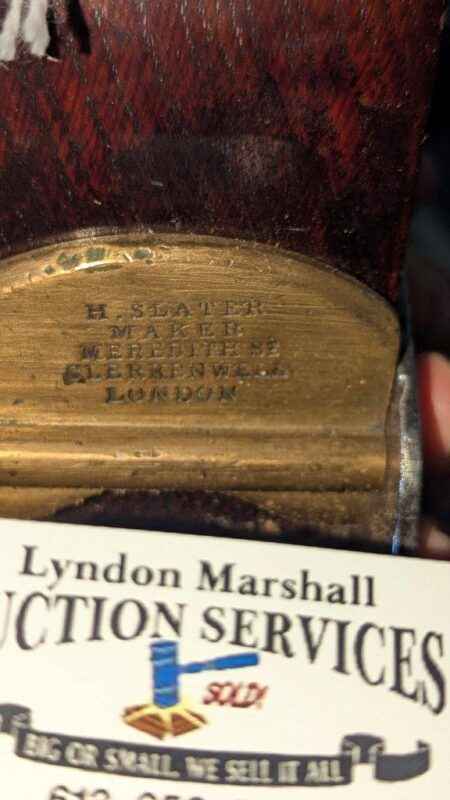 H. SLATER
MAKER
MEREDITH ST
CLERKENWELL
LONDON
Lyndon Marshall
UCTION SERVICES
SOLD!
BIG OR SMALL, WE SELL IT ALL